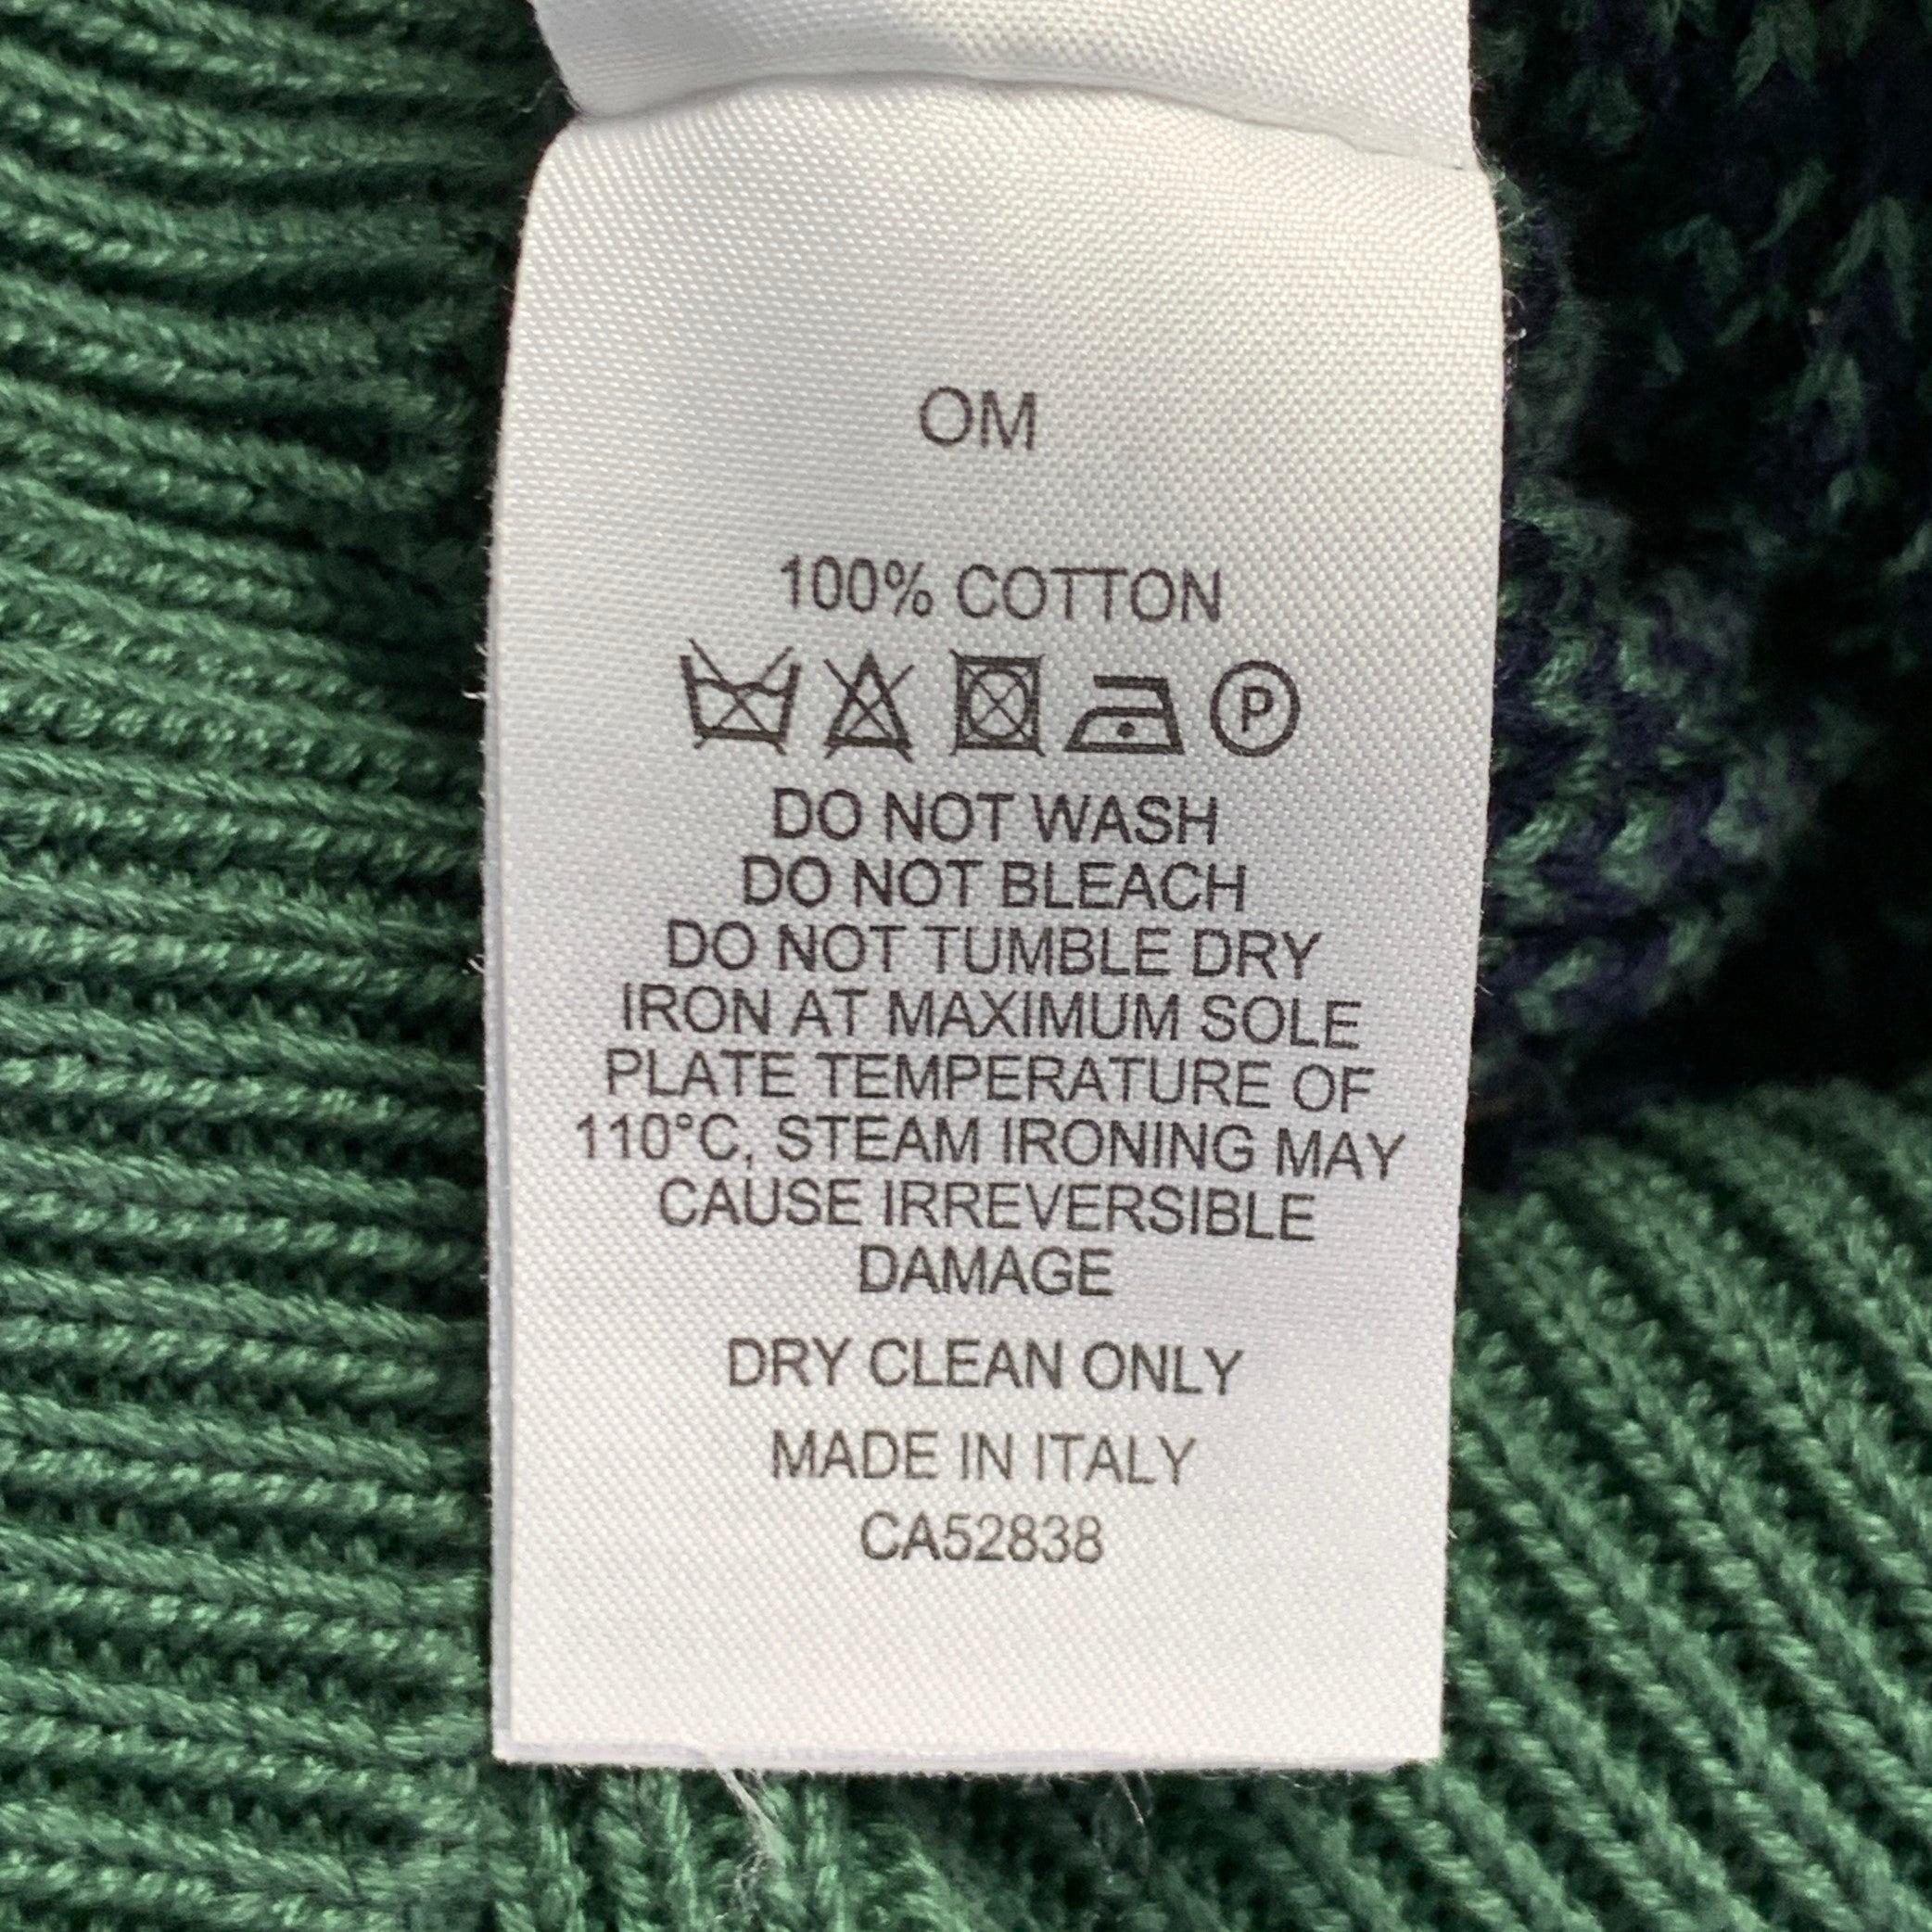 OM
100% COTTON
P
DO NOT WASH
DO NOT BLEACH
DO NOT TUMBLE DRY
IRON AT MAXIMUM SOLE
PLATE TEMPERATURE OF
110°C, STEAM IRONING MAY
CAUSE IRREVERSIBLE
DAMAGE
DRY CLEAN ONLY
MADE IN ITALY
CA52838